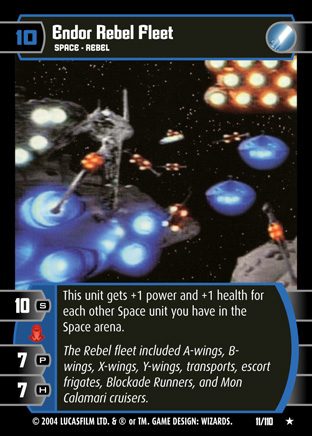 10 Endor Rebel Fleet
SPACE - REBEL
10 S
This unit gets +1 power and +1 health for
each other Space unit you have in the
Space arena.
7 P
The Rebel fleet included A-wings, B-
wings, X-wings, Y-wings, transports, escort
frigates, Blockade Runners, and Mon
Calamari cruisers.
7 H
© 2004 LUCASFILM LTD. & ® or TM. GAME DESIGN: WIZARDS. 11/110